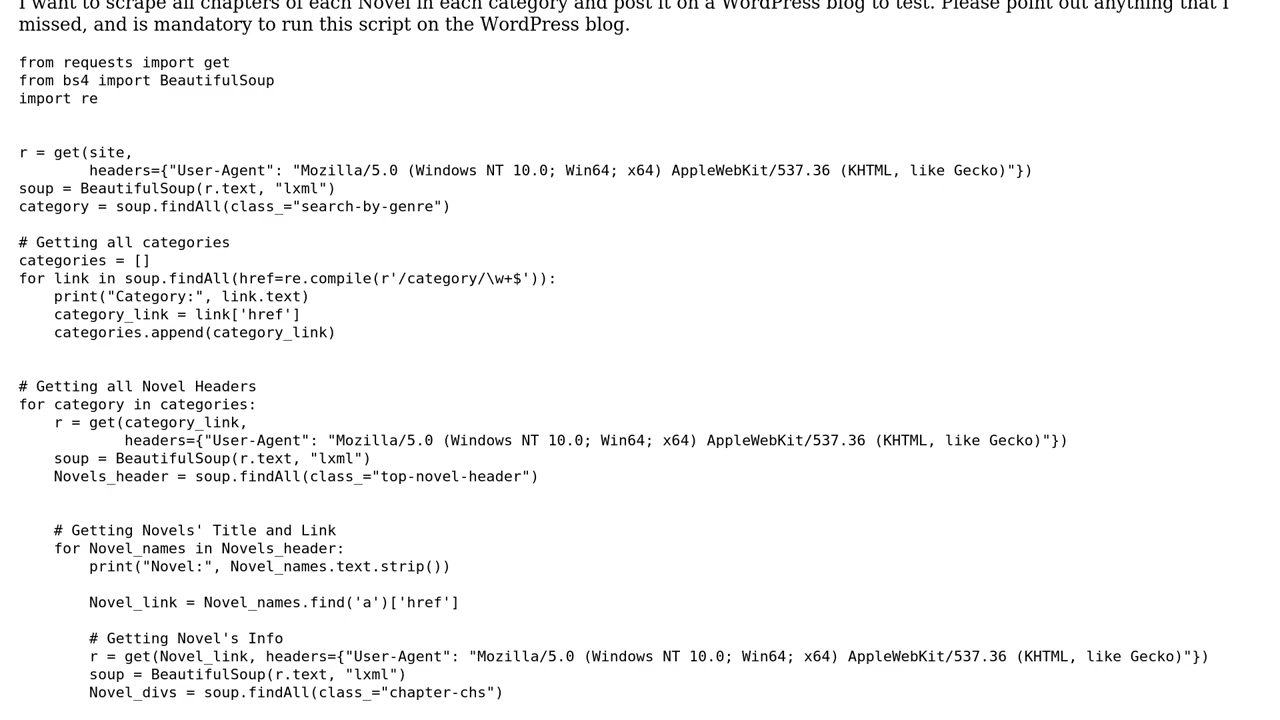 I want to scrape all chapters of each Novel in each category and post it on a WordPress blog to test. Please point out anything that I
missed, and is mandatory to run this script on the WordPress blog.
from requests import get
from bs4 import BeautifulSoup
import re
r = get(site,
        headers={"User-Agent": "Mozilla/5.0 (Windows NT 10.0; Win64; x64) AppleWebKit/537.36 (KHTML, like Gecko)"})
soup = BeautifulSoup(r.text, "lxml")
category = soup.findAll(class_="search-by-genre")
# Getting all categories
categories = []
for link in soup.findAll(href=re.compile(r'/category/\w+$')):
    print("Category:", link.text)
    category_link = link['href']
    categories.append(category_link)
# Getting all Novel Headers
for category in categories:
    r = get(category_link,
            headers={"User-Agent": "Mozilla/5.0 (Windows NT 10.0; Win64; x64) AppleWebKit/537.36 (KHTML, like Gecko)"})
    soup = BeautifulSoup(r.text, "lxml")
    Novels_header = soup.findAll(class_="top-novel-header")
    # Getting Novels' Title and Link
    for Novel_names in Novels_header:
        print("Novel:", Novel_names.text.strip())
        Novel_link = Novel_names.find('a')['href']
        # Getting Novel's Info
        r = get(Novel_link, headers={"User-Agent": "Mozilla/5.0 (Windows NT 10.0; Win64; x64) AppleWebKit/537.36 (KHTML, like Gecko)"})
        soup = BeautifulSoup(r.text, "lxml")
        Novel_divs = soup.findAll(class_="chapter-chs")